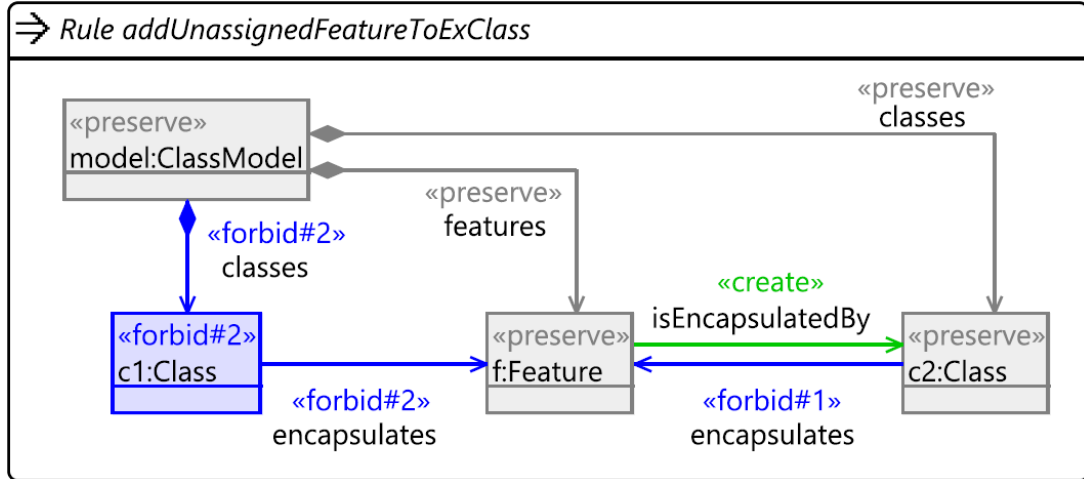 Rule addUnassignedFeatureToExClass
«preserve»
classes
«preserve»
model:ClassModel
«preserve»
features
«forbid#2»
classes
«create»
isEncapsulatedBy
«forbid#2»
c1:Class
«preserve»
f:Feature
«preserve»
c2:Class
«forbid#2»
encapsulates
«forbid#1»
encapsulates